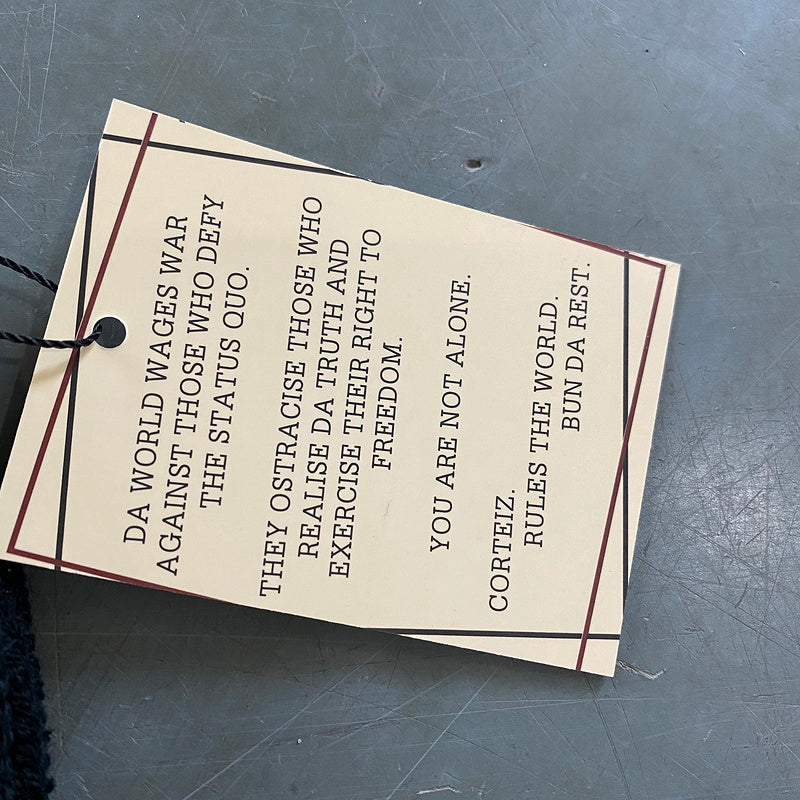 DA WORLD WAGES WAR
AGAINST THOSE WHO DEFY
THE STATUS QUO.
THEY OSTRACISE THOSE WHO
REALISE DA TRUTH AND
EXERCISE THEIR RIGHT TO
FREEDOM.
YOU ARE NOT ALONE.
CORTEIZ.
RULES THE WORLD.
BUN DA REST.